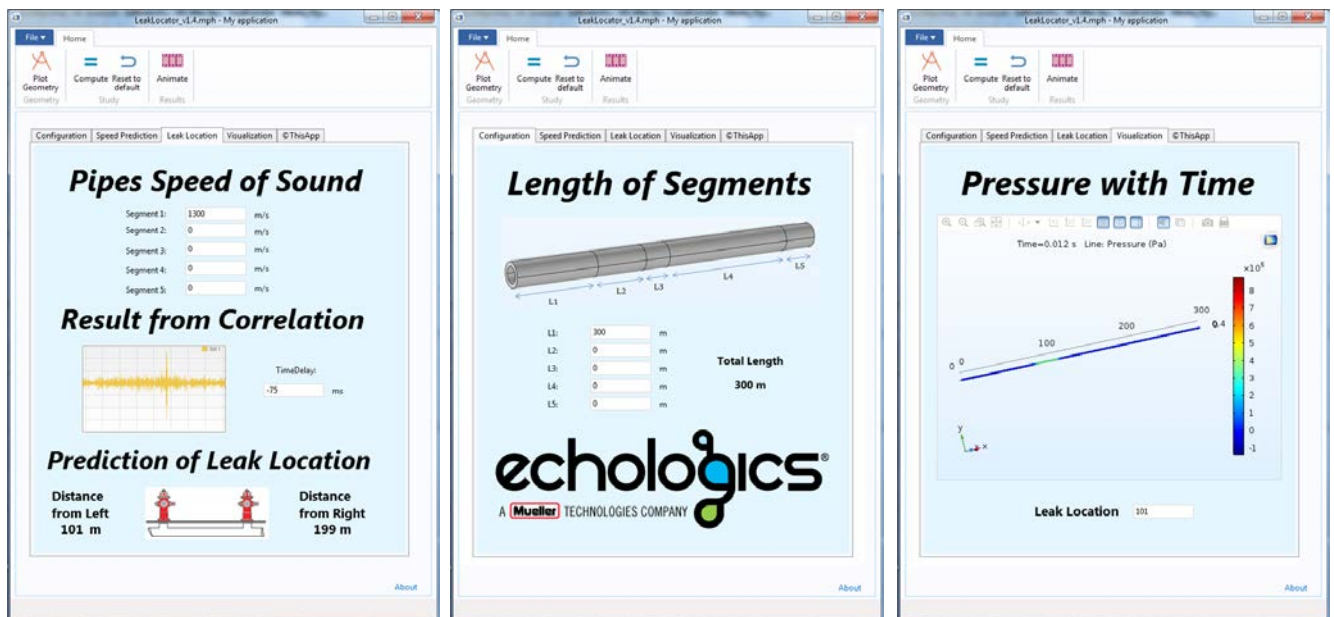 LeakLocator_v1.4.mph - My application
File Home
Plot Geometry
Compute
Reset to default
Animate
Geometry Study Results
Configuration Speed Prediction Leak Location Visualization ©ThisApp
Pipes Speed of Sound
Segment 1: 1300 m/s
Segment 2: 0 m/s
Segment 3: 0 m/s
Segment 4: 0 m/s
Segment 5: 0 m/s
Result from Correlation
TimeDelay:
-75 ms
Prediction of Leak Location
Distance from Left 101 m
Distance from Right 199 m
About
LeakLocator_v1.4.mph - My application
File Home
Plot Geometry
Compute
Reset to default
Animate
Geometry Study Results
Configuration Speed Prediction Leak Location Visualization ©ThisApp
Length of Segments
L1 L2 L3 L4 L5
L1: 300 m
L2: 0 m
L3: 0 m
L4: 0 m
L5: 0 m
Total Length
300 m
echologics®
A Mueller TECHNOLOGIES COMPANY
About
LeakLocator_v1.4.mph - My application
File Home
Plot Geometry
Compute
Reset to default
Animate
Geometry Study Results
Configuration Speed Prediction Leak Location Visualization ©ThisApp
Pressure with Time
Time=0.012 s Line: Pressure (Pa)
×10⁶
8
7
6
5
4
3
2
1
0
-1
0 0 100 200 300 0.4
y
x
Leak Location 101
About